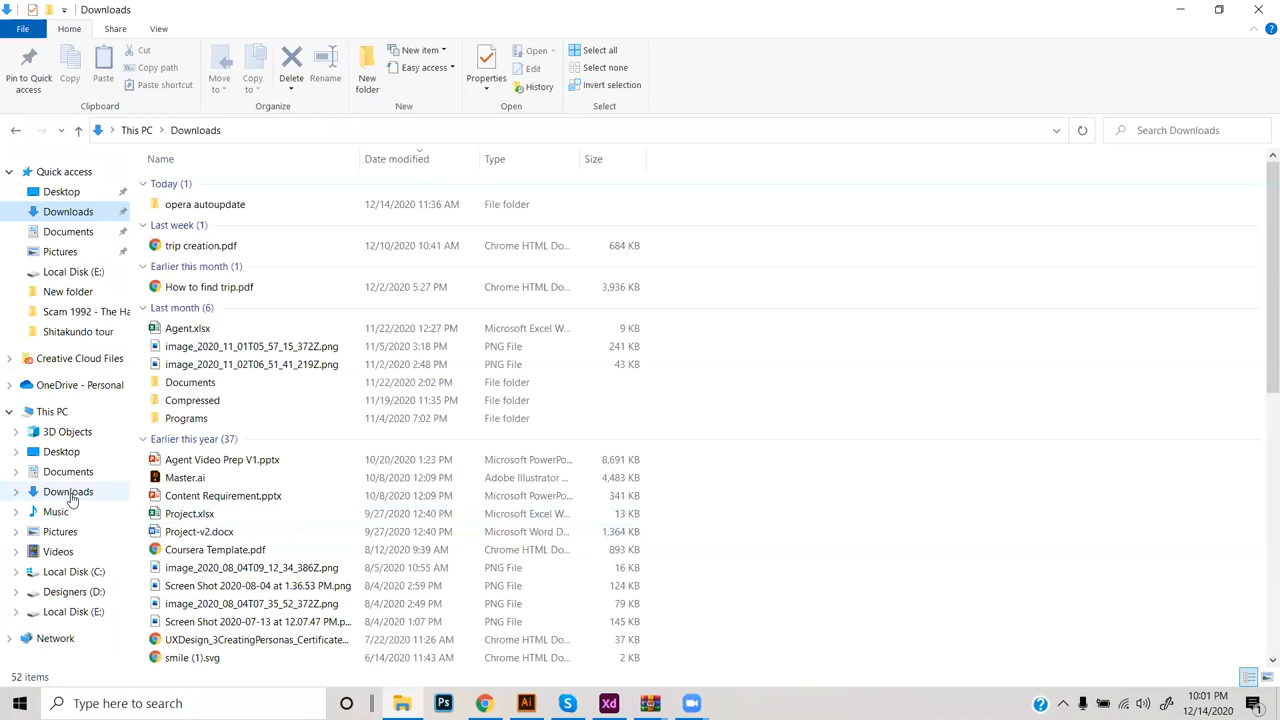 Downloads
File
Home
Share
View
Pin to Quick access
Copy
Paste
Cut
Copy path
Paste shortcut
Clipboard
Move to
Copy to
Delete
Rename
Organize
New folder
New item
Easy access
New
Properties
Open
Edit
History
Open
Select all
Select none
Invert selection
Select
This PC
Downloads
Search Downloads
Quick access
Desktop
Downloads
Documents
Pictures
Local Disk (E:)
New folder
Scam 1992 - The Ha
Shitakundo tour
Creative Cloud Files
OneDrive - Personal
This PC
3D Objects
Desktop
Documents
Downloads
Music
Pictures
Videos
Local Disk (C:)
Designers (D:)
Local Disk (E:)
Network
Name Date modified Type Size
Today (1)
opera autoupdate 12/14/2020 11:36 AM File folder
Last week (1)
trip creation.pdf 12/10/2020 10:41 AM Chrome HTML Do... 684 KB
Earlier this month (1)
How to find trip.pdf 12/2/2020 5:27 PM Chrome HTML Do... 3,936 KB
Last month (6)
Agent.xlsx 11/22/2020 12:27 PM Microsoft Excel W... 9 KB
image_2020_11_01T05_57_15_372Z.png 11/5/2020 3:18 PM PNG File 241 KB
image_2020_11_02T06_51_41_219Z.png 11/2/2020 2:48 PM PNG File 43 KB
Documents 11/22/2020 2:02 PM File folder
Compressed 11/19/2020 11:35 PM File folder
Programs 11/4/2020 7:02 PM File folder
Earlier this year (37)
Agent Video Prep V1.pptx 10/20/2020 1:23 PM Microsoft PowerPo... 8,691 KB
Master.ai 10/8/2020 12:09 PM Adobe Illustrator ... 4,483 KB
Content Requirement.pptx 10/8/2020 12:09 PM Microsoft PowerPo... 341 KB
Project.xlsx 9/27/2020 12:40 PM Microsoft Excel W... 13 KB
Project-v2.docx 9/27/2020 12:40 PM Microsoft Word D... 1,364 KB
Coursera Template.pdf 8/12/2020 9:39 AM Chrome HTML Do... 893 KB
image_2020_08_04T09_12_34_386Z.png 8/5/2020 10:55 AM PNG File 16 KB
Screen Shot 2020-08-04 at 1.36.53 PM.png 8/4/2020 2:59 PM PNG File 124 KB
image_2020_08_04T07_35_52_372Z.png 8/4/2020 2:49 PM PNG File 79 KB
Screen Shot 2020-07-13 at 12.07.47 PM.p... 8/4/2020 1:07 PM PNG File 145 KB
UXDesign_3CreatingPersonas_Certificate... 7/22/2020 11:26 AM Chrome HTML Do... 37 KB
smile (1).svg 6/14/2020 11:43 AM Chrome HTML Do... 2 KB
52 items
Type here to search
Ps
Ai
S
Xd
10:01 PM
12/14/2020
1